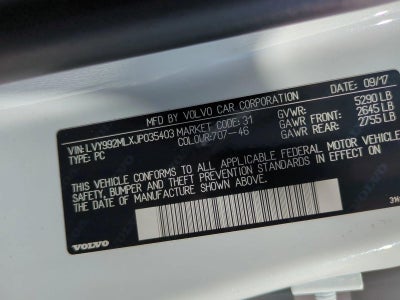 MFD BY VOLVO CAR CORPORATION
DATE: 09/17
VIN:LVY992MLXJP035403
MARKET CODE: 31
GVWR: 5290 LB
TYPE: PC
COLOUR:707-46
GAWR FRONT: 2645 LB
GAWR REAR: 2755 LB
THIS VEHICLE CONFORMS TO ALL APPLICABLE FEDERAL MOTOR VEHICLE
SAFETY, BUMPER AND THEFT PREVENTION STANDARDS IN EFFECT
ON THE DATE OF MANUFACTURE SHOWN ABOVE.
VOLVO